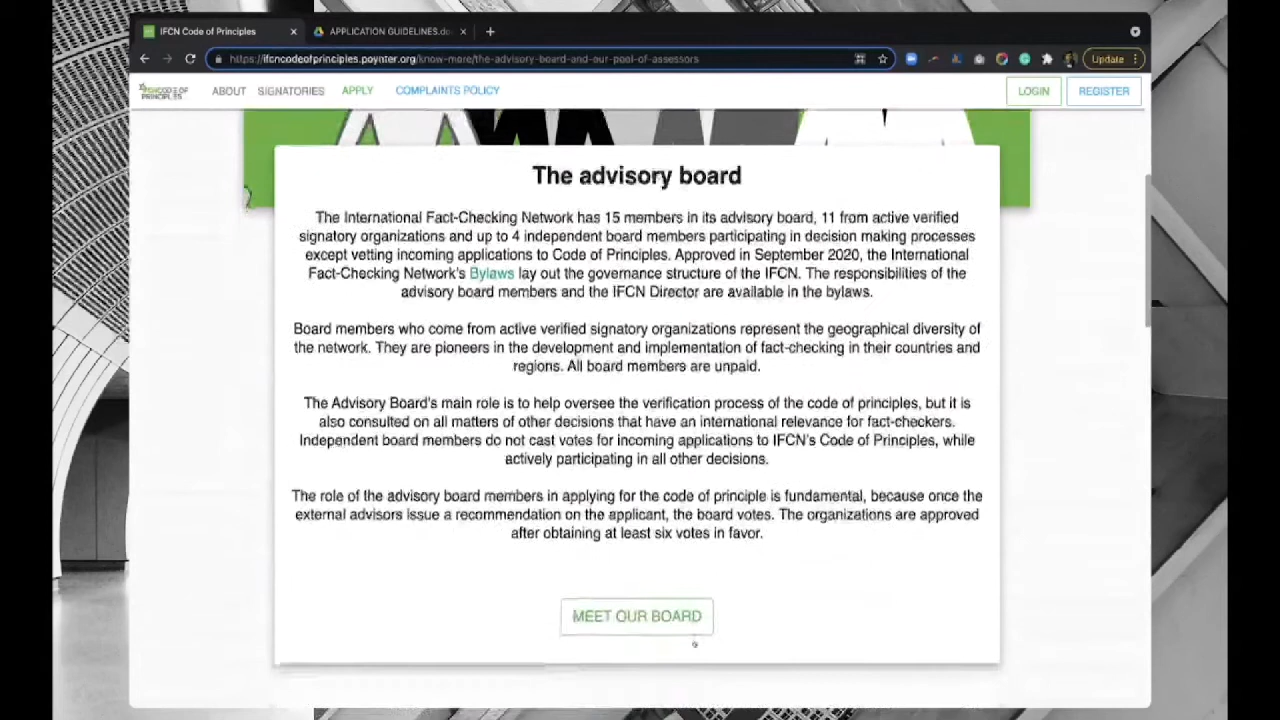 IFCN Code of Principles
APPLICATION GUIDELINES.do
https://ifcncodeofprinciples.poynter.org/know-more/the-advisory-board-and-our-pool-of-assessors
Update
CODE OF
PRINCIPLES
ABOUT
SIGNATORIES
APPLY
COMPLAINTS POLICY
LOGIN
REGISTER
The advisory board
The International Fact-Checking Network has 15 members in its advisory board, 11 from active verified
signatory organizations and up to 4 independent board members participating in decision making processes
except vetting incoming applications to Code of Principles. Approved in September 2020, the International
Fact-Checking Network's Bylaws lay out the governance structure of the IFCN. The responsibilities of the
advisory board members and the IFCN Director are available in the bylaws.
Board members who come from active verified signatory organizations represent the geographical diversity of
the network. They are pioneers in the development and implementation of fact-checking in their countries and
regions. All board members are unpaid.
The Advisory Board's main role is to help oversee the verification process of the code of principles, but it is
also consulted on all matters of other decisions that have an international relevance for fact-checkers.
Independent board members do not cast votes for incoming applications to IFCN's Code of Principles, while
actively participating in all other decisions.
The role of the advisory board members in applying for the code of principle is fundamental, because once the
external advisors issue a recommendation on the applicant, the board votes. The organizations are approved
after obtaining at least six votes in favor.
MEET OUR BOARD